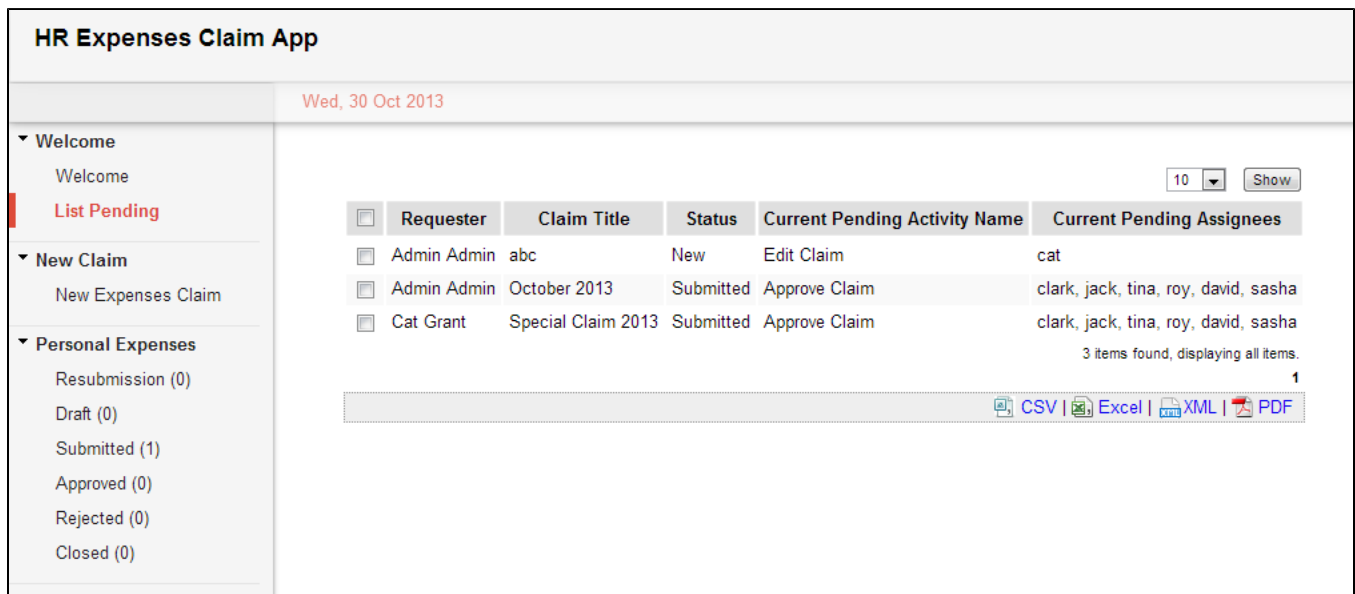 HR Expenses Claim App
Wed, 30 Oct 2013
Welcome
Welcome
List Pending
New Claim
New Expenses Claim
Personal Expenses
Resubmission (0)
Draft (0)
Submitted (1)
Approved (0)
Rejected (0)
Closed (0)
10 Show
Requester Claim Title Status Current Pending Activity Name Current Pending Assignees
Admin Admin abc New Edit Claim cat
Admin Admin October 2013 Submitted Approve Claim clark, jack, tina, roy, david, sasha
Cat Grant Special Claim 2013 Submitted Approve Claim clark, jack, tina, roy, david, sasha
3 items found, displaying all items.
1
CSV | Excel | XML | PDF